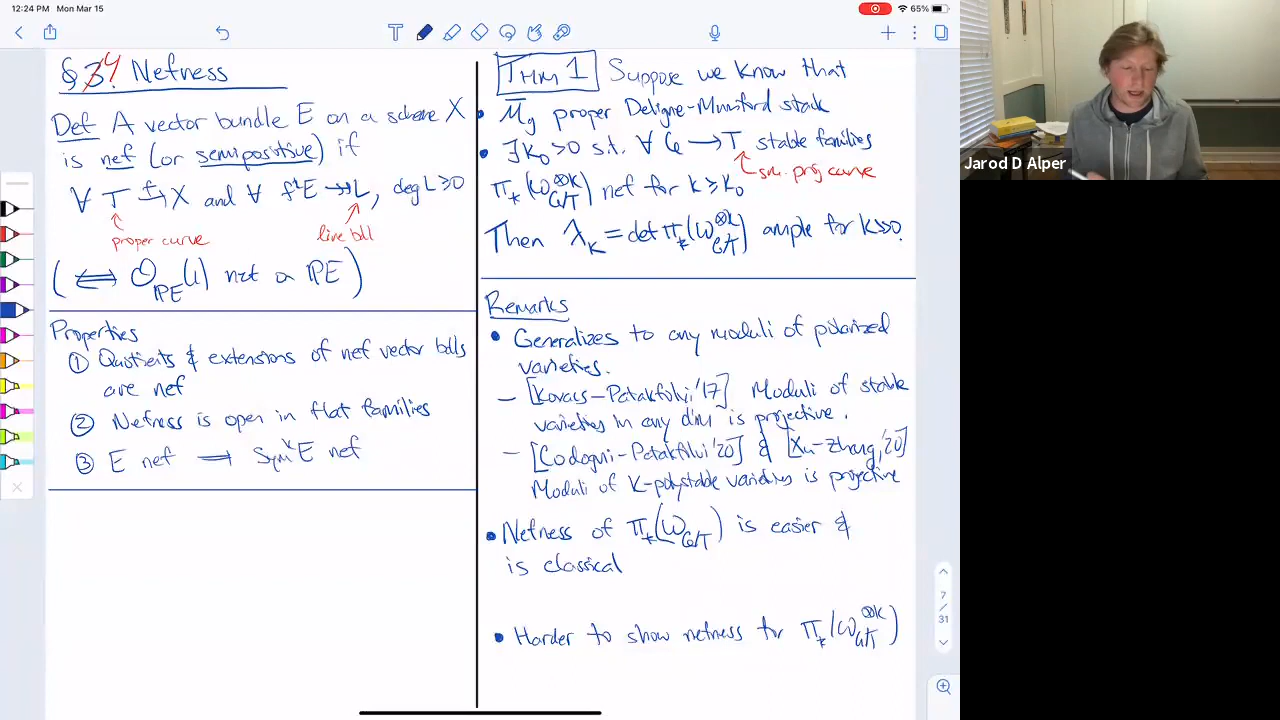 12:24 PM Mon Mar 15
65%
§ 34 Nefness
Def A vector bundle E on a scheme X
is nef (or semipositive) if
∀ T →f X and ∀ f*E ↠ L, deg L ≥ 0
proper curve
line bdl
( ⟺ O_PE(1) nef on PE )
Properties
① Quotients & extensions of nef vector bdls
are nef
② Nefness is open in flat families
③ E nef ⟹ Sym^k E nef
THM 1 Suppose we know that
• M̄g proper Deligne-Mumford stack
• ∃ k₀>0 s.t. ∀ C → T stable families
sm. proj curve
π_*(ω_{C/T}^{⊗k}) nef for k ≥ k₀
Then λ_k = det π_*(ω_{C/T}^{⊗k}) ample for k>>0.
Remarks
• Generalizes to any moduli of polarized
varieties.
– [Kovacs-Patakfalvi '17] Moduli of stable
varieties in any dim is projective.
– [Codogni-Patakfalvi '20] & [Xu-Zhuang, '20]
Moduli of K-polystable varieties is projective
• Nefness of π_*(ω_{C/T}) is easier &
is classical
• Harder to show nefness for π_*(ω_{C/T}^{⊗k})
7
/
31
Jarod D Alper